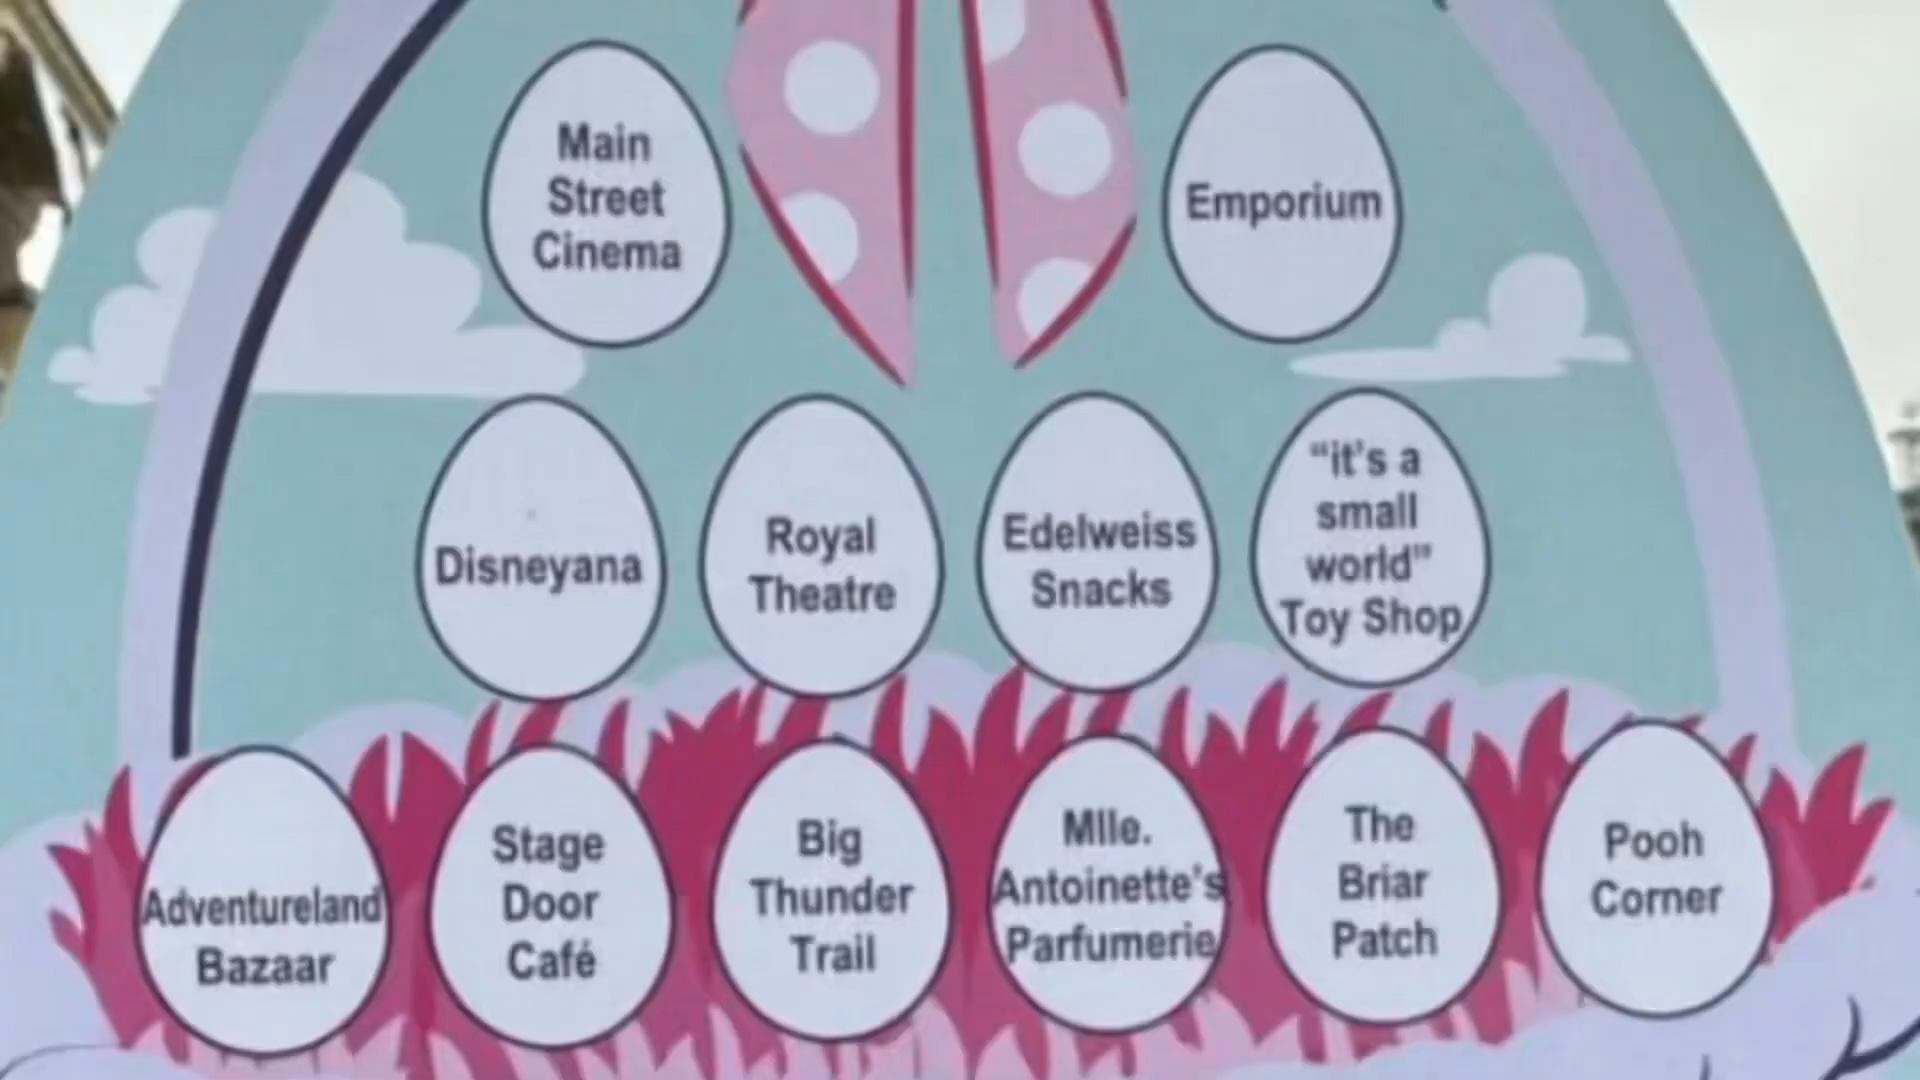 Main
Street
Cinema
Emporium
Disneyana
Royal
Theatre
Edelweiss
Snacks
“it’s a
small
world”
Toy Shop
Adventureland
Bazaar
Stage
Door
Café
Big
Thunder
Trail
Mlle.
Antoinette’s
Parfumerie
The
Briar
Patch
Pooh
Corner